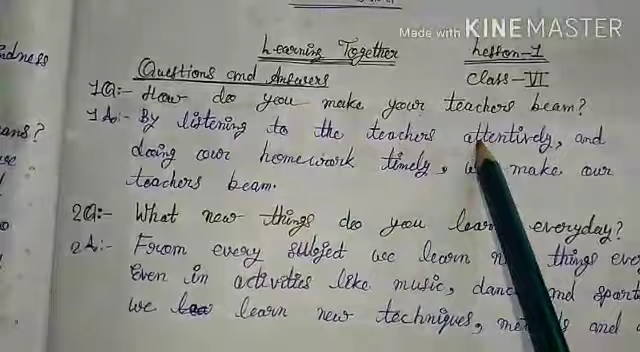 Made with KINEMASTER
Learning Together
Lesson-1
Questions and Answers
Class-VI
1Q:- How do you make your teachers beam?
1A:- By listening to the teachers attentively, and
doing our homework timely, we make our
teachers beam.
2Q:- What new things do you learn everyday?
2A:- From every subject we learn things
Even in activities like music, dance and
we learn new techniques, and